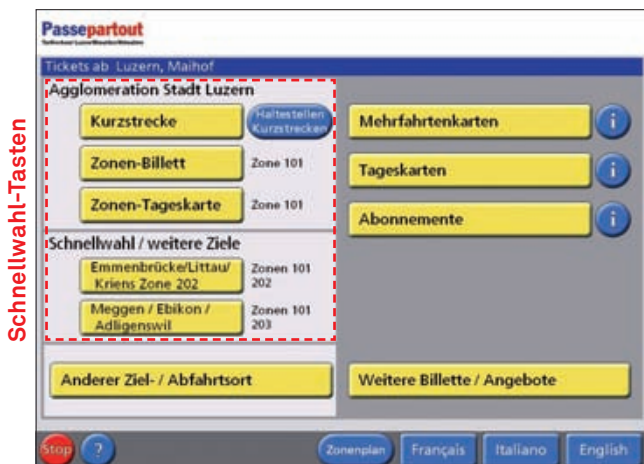 Passepartout
Tickets ab Luzern, Maihof
Schnellwahl-Tasten
Agglomeration Stadt Luzern
Kurzstrecke
Haltestellen
Kurzstrecken
Zonen-Billett
Zone 101
Zonen-Tageskarte
Zone 101
Schnellwahl / weitere Ziele
Emmenbrücke/Littau/
Kriens Zone 202
Zonen 101
202
Meggen / Ebikon /
Adligenswil
Zonen 101
203
Anderer Ziel- / Abfahrtsort
Mehrfahrtenkarten
i
Tageskarten
i
Abonnemente
i
Weitere Billette / Angebote
Stop
?
Zonenplan
Français
Italiano
English